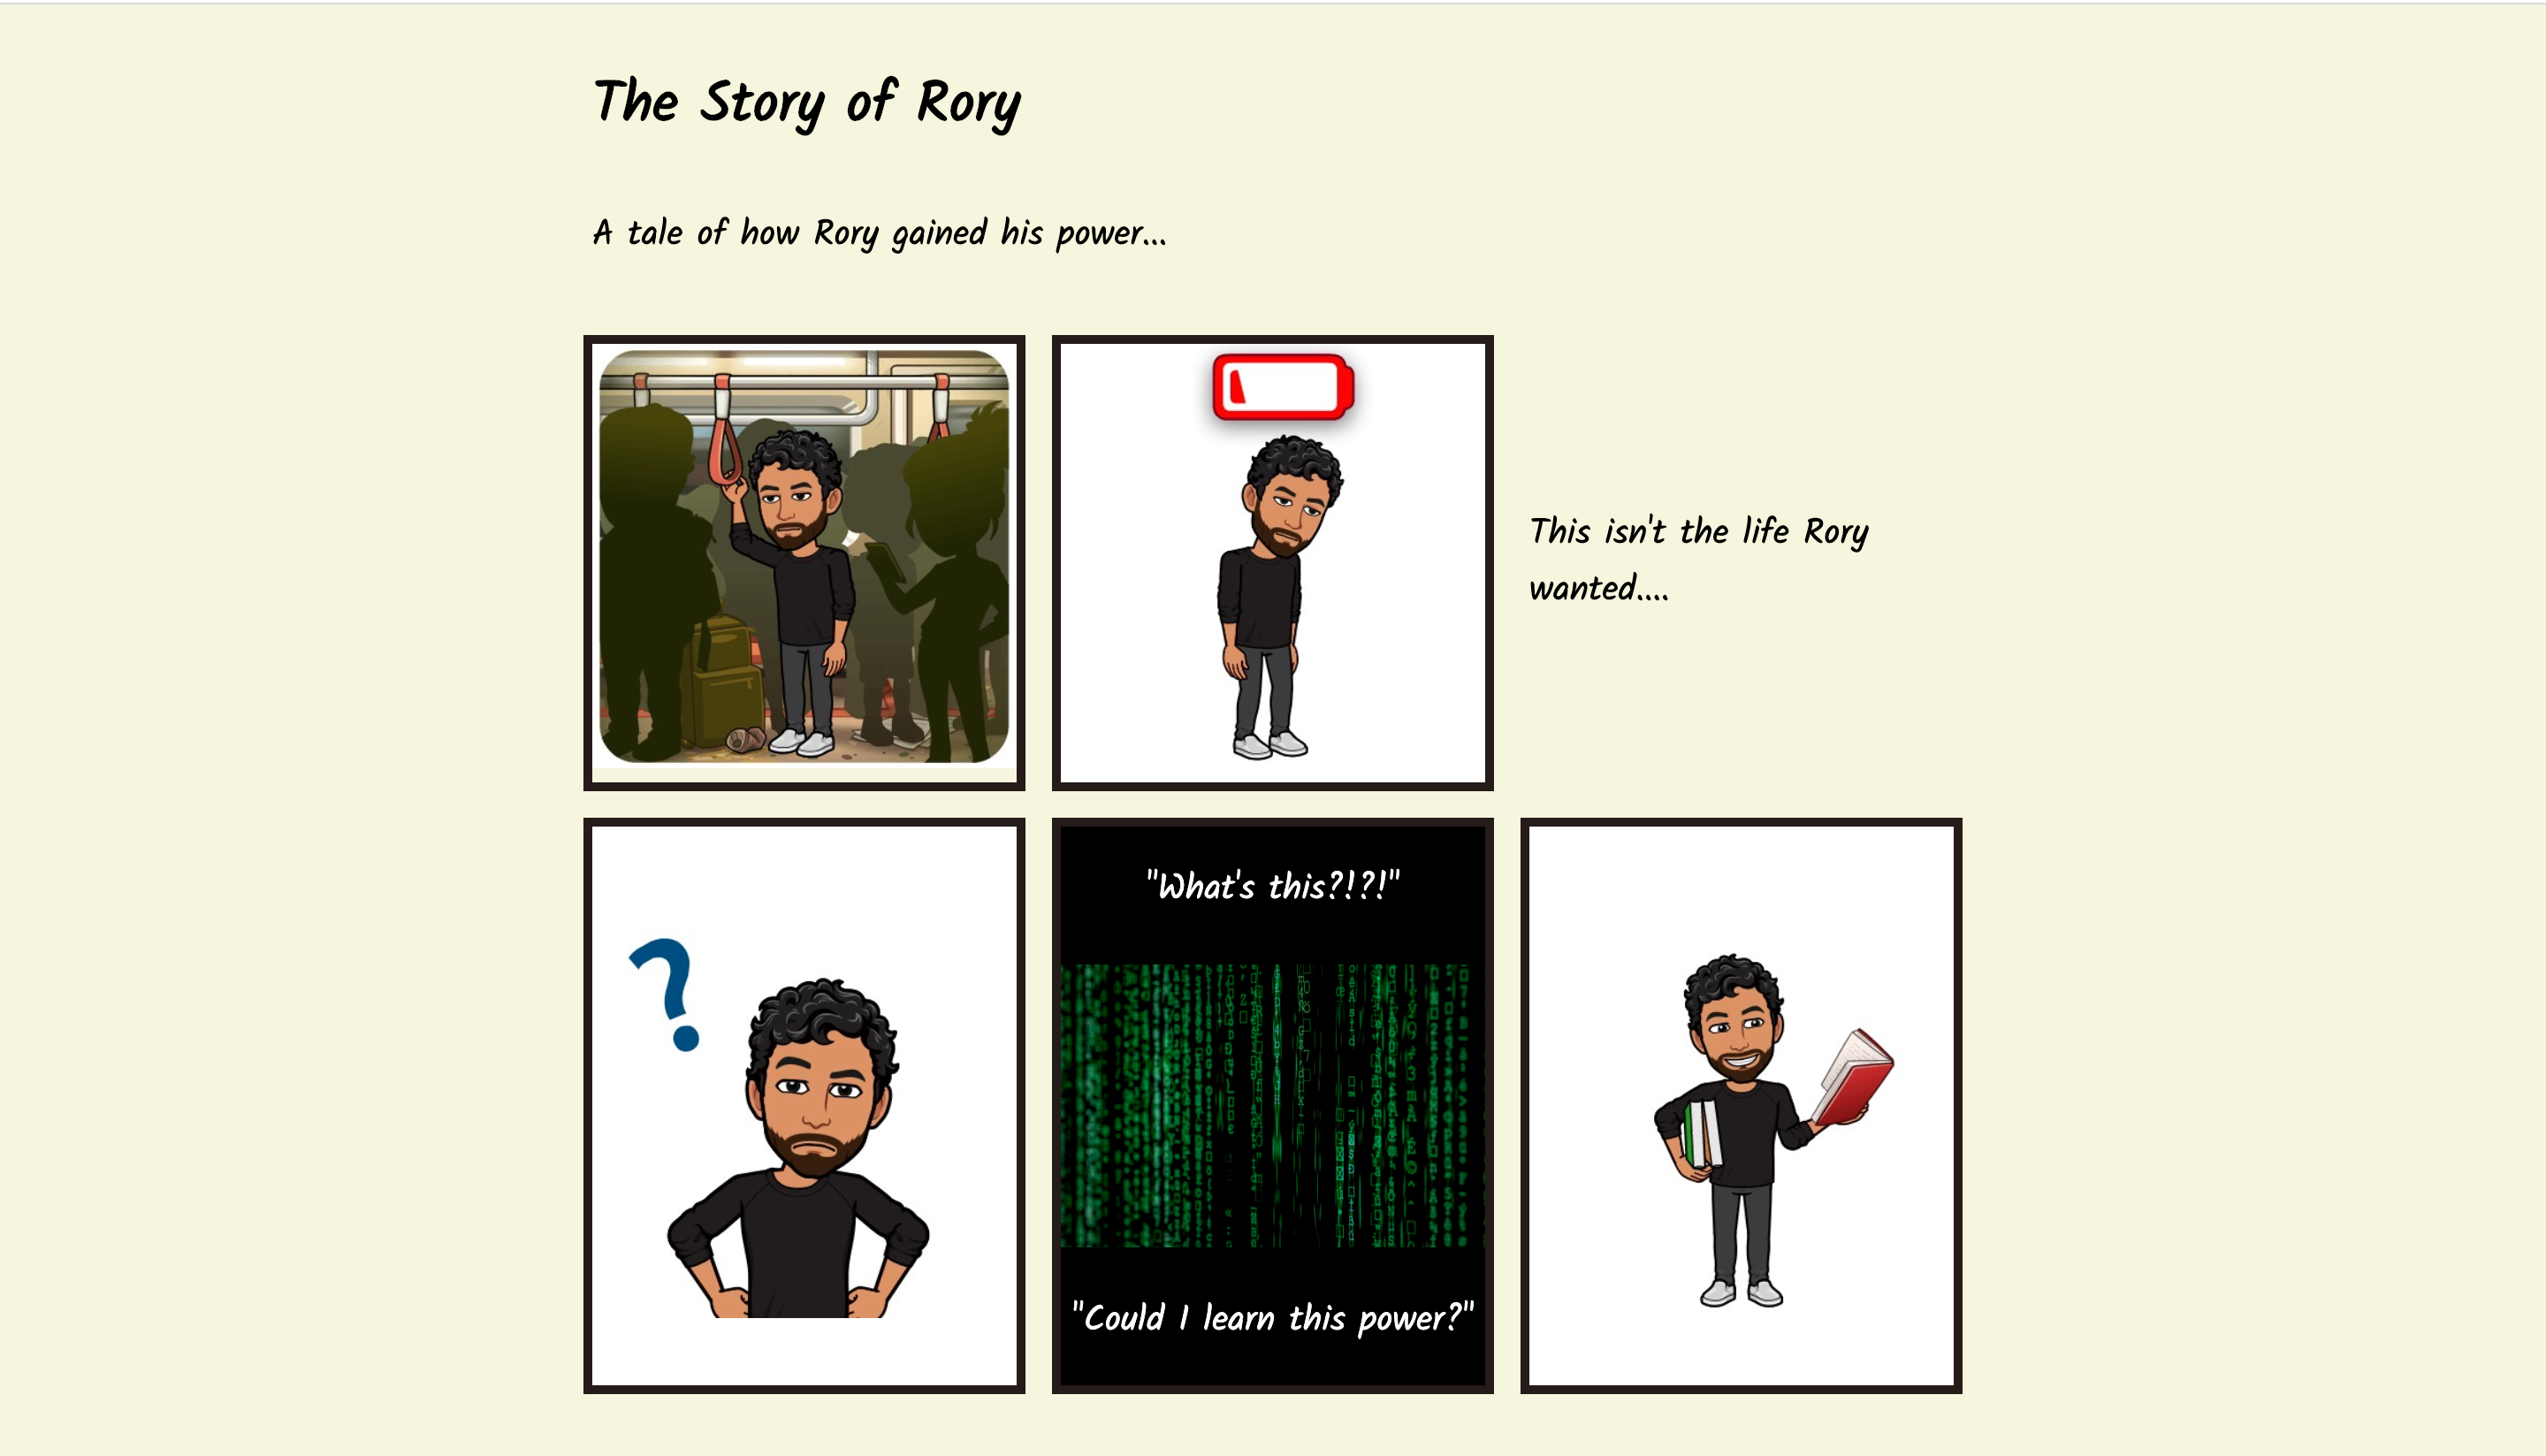 The Story of Rory
A tale of how Rory gained his power...
This isn't the life Rory
wanted....
?
"What's this?!?!"
"Could I learn this power?"